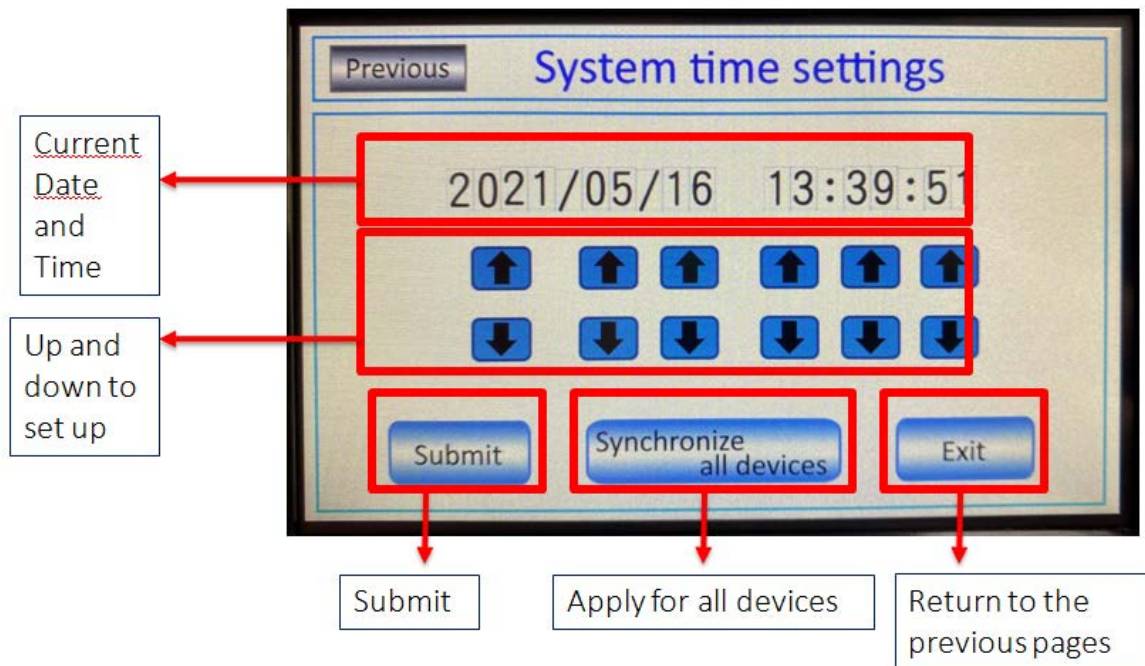 Previous
System time settings
Current
Date
and
Time
2021/05/16 13:39:51
Up and
down to
set up
Submit
Synchronize
all devices
Exit
Submit
Apply for all devices
Return to the
previous pages